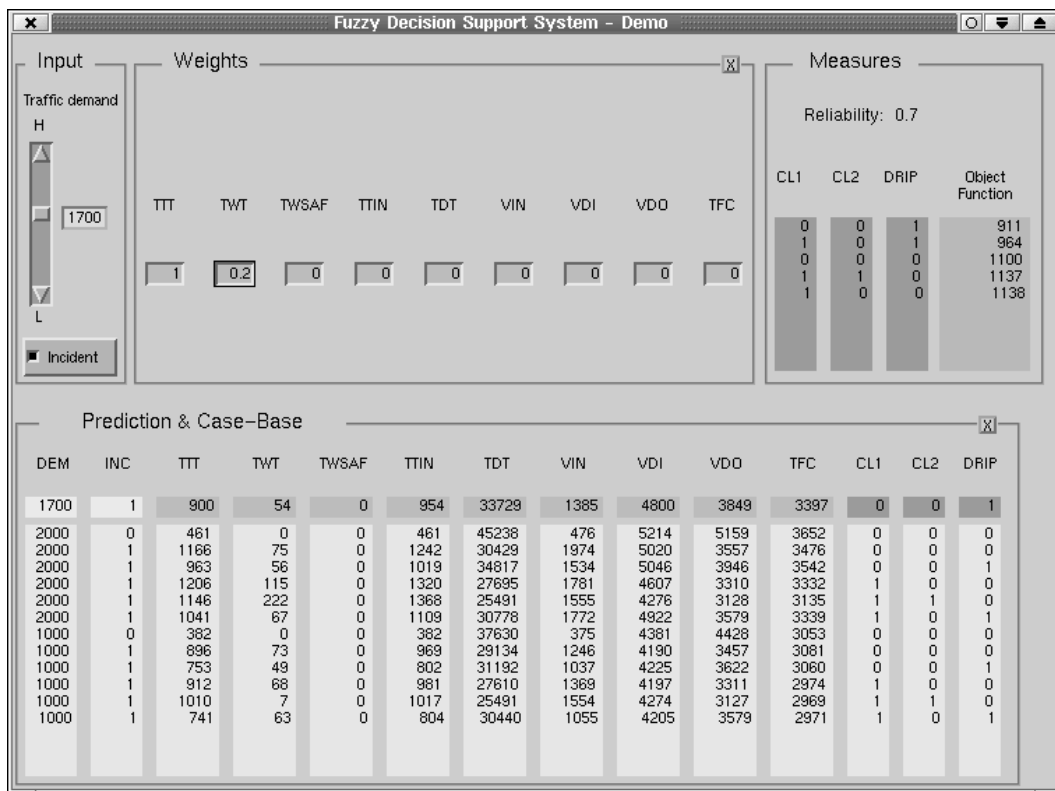 Fuzzy Decision Support System - Demo
Input
Traffic demand
H
1700
L
Incident
Weights
X
TTT TWT TWSAF TTIN TDT VIN VDI VDO TFC
1 0.2 0 0 0 0 0 0 0
Measures
Reliability: 0.7
CL1 CL2 DRIP Object Function
0 0 1 911
1 0 1 964
0 0 0 1100
1 1 0 1137
1 0 0 1138
Prediction & Case-Base
X
DEM INC TTT TWT TWSAF TTIN TDT VIN VDI VDO TFC CL1 CL2 DRIP
1700 1 900 54 0 954 33729 1385 4800 3849 3397 0 0 1
2000 0 461 0 0 461 45238 476 5214 5159 3652 0 0 0
2000 1 1166 75 0 1242 30429 1974 5020 3557 3476 0 0 0
2000 1 963 56 0 1019 34817 1534 5046 3946 3542 0 0 1
2000 1 1206 115 0 1320 27695 1781 4607 3310 3332 1 0 0
2000 1 1146 222 0 1368 25491 1555 4276 3128 3135 1 1 0
2000 1 1041 67 0 1109 30778 1772 4922 3579 3339 1 0 1
1000 0 382 0 0 382 37630 375 4381 4428 3053 0 0 0
1000 1 896 73 0 969 29134 1246 4190 3457 3081 0 0 0
1000 1 753 49 0 802 31192 1037 4225 3622 3060 0 0 1
1000 1 912 68 0 981 27610 1369 4197 3311 2974 1 0 0
1000 1 1010 7 0 1017 25491 1554 4274 3127 2969 1 1 0
1000 1 741 63 0 804 30440 1055 4205 3579 2971 1 0 1